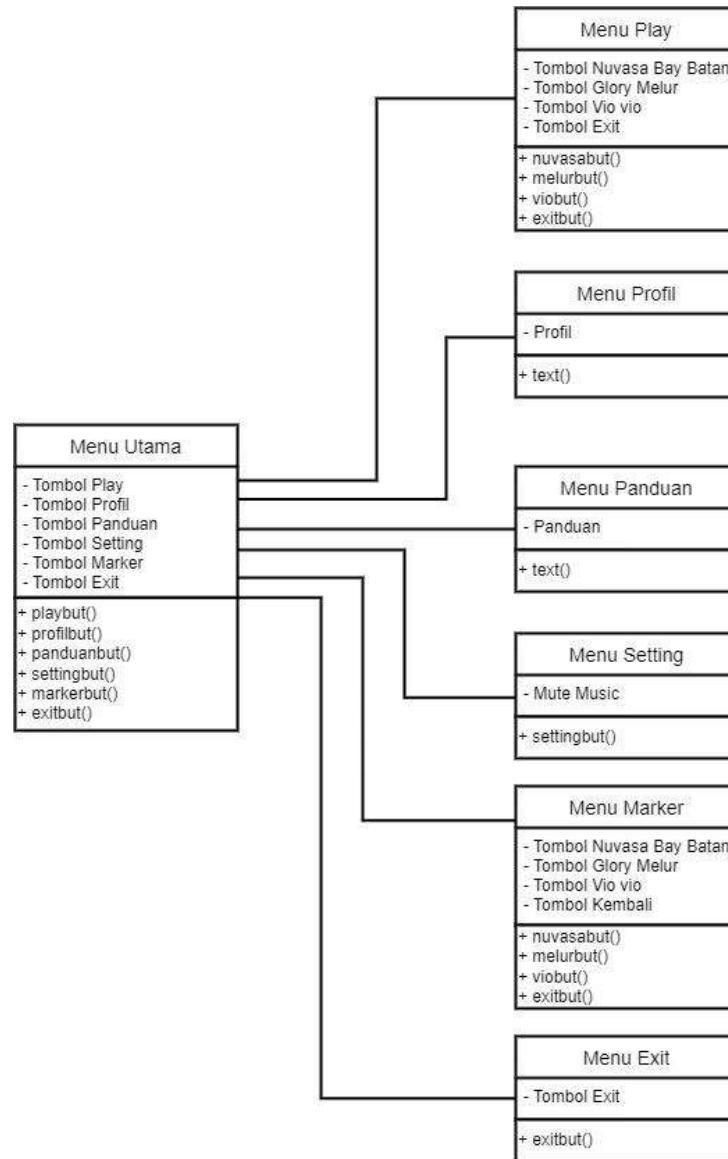 Menu Utama
- Tombol Play
- Tombol Profil
- Tombol Panduan
- Tombol Setting
- Tombol Marker
- Tombol Exit
+ playbut()
+ profilbut()
+ panduanbut()
+ settingbut()
+ markerbut()
+ exitbut()
Menu Play
- Tombol Nuvasa Bay Batan
- Tombol Glory Melur
- Tombol Vio vio
- Tombol Exit
+ nuvasabut()
+ melurbut()
+ viobut()
+ exitbut()
Menu Profil
- Profil
+ text()
Menu Panduan
- Panduan
+ text()
Menu Setting
- Mute Music
+ settingbut()
Menu Marker
- Tombol Nuvasa Bay Batan
- Tombol Glory Melur
- Tombol Vio vio
- Tombol Kembali
+ nuvasabut()
+ melurbut()
+ viobut()
+ exitbut()
Menu Exit
- Tombol Exit
+ exitbut()